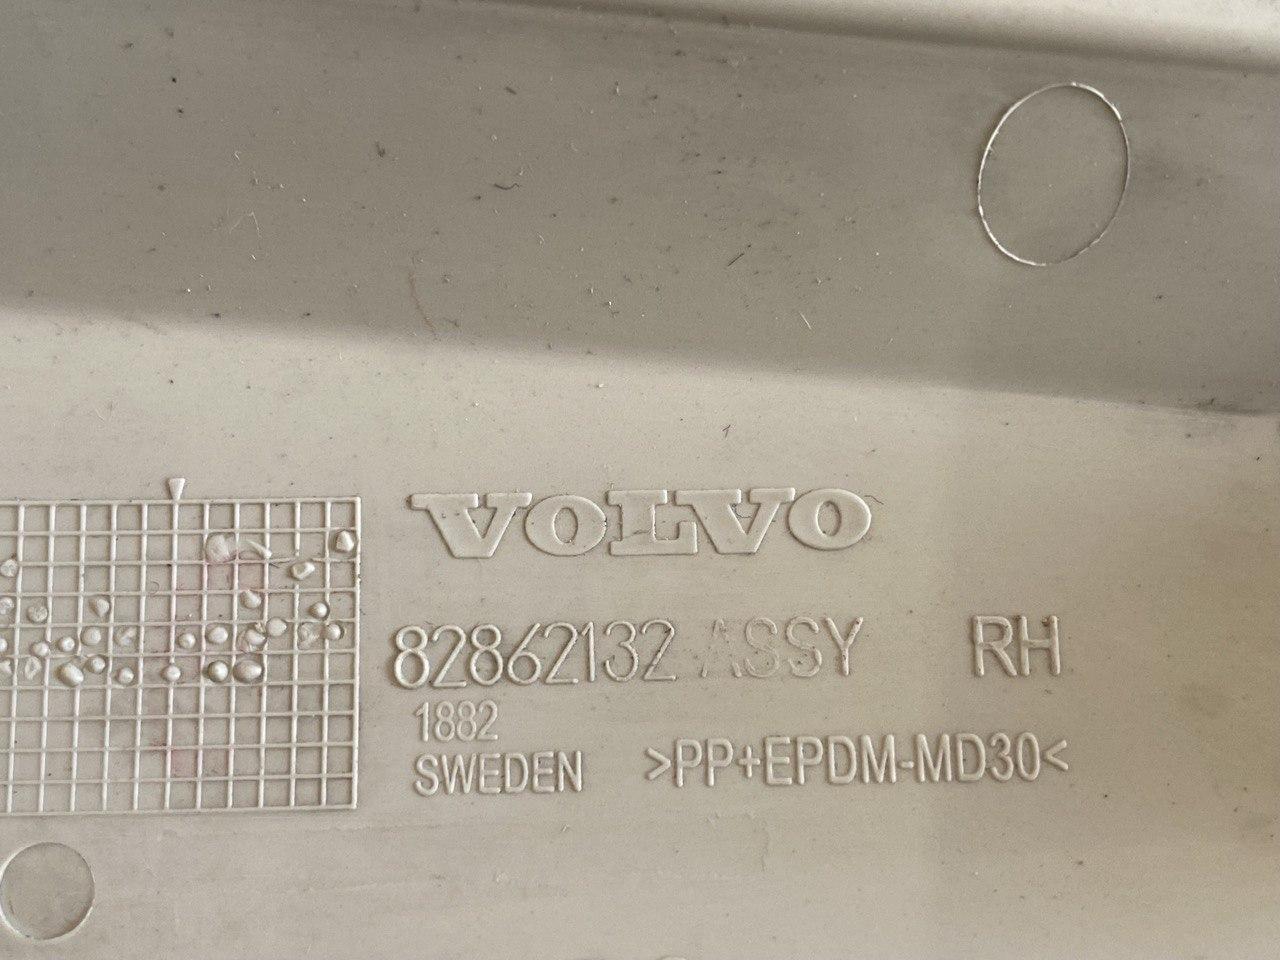 VOLVO
82862132 ASSY RH
1882
SWEDEN >PP+EPDM-MD30<